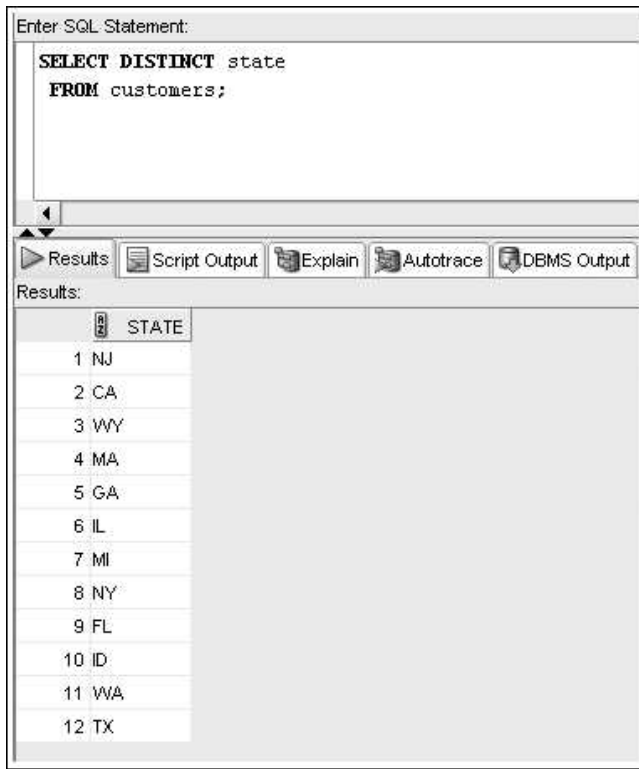 Enter SQL Statement:
SELECT DISTINCT state
FROM customers;
Results Script Output Explain Autotrace DBMS Output
Results:
STATE
1 NJ
2 CA
3 WY
4 MA
5 GA
6 IL
7 MI
8 NY
9 FL
10 ID
11 WA
12 TX